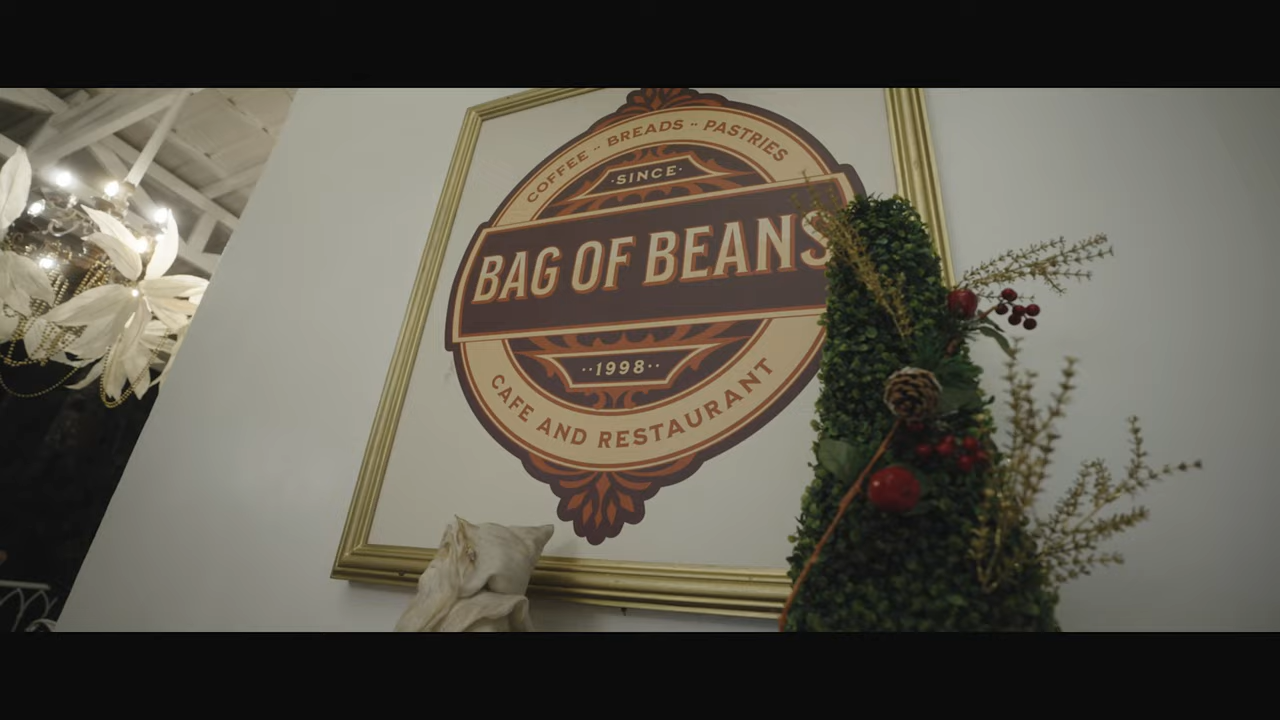 COFFEE ·· BREADS ·· PASTRIES
·SINCE·
BAG OF BEANS
··1998··
CAFE AND RESTAURANT